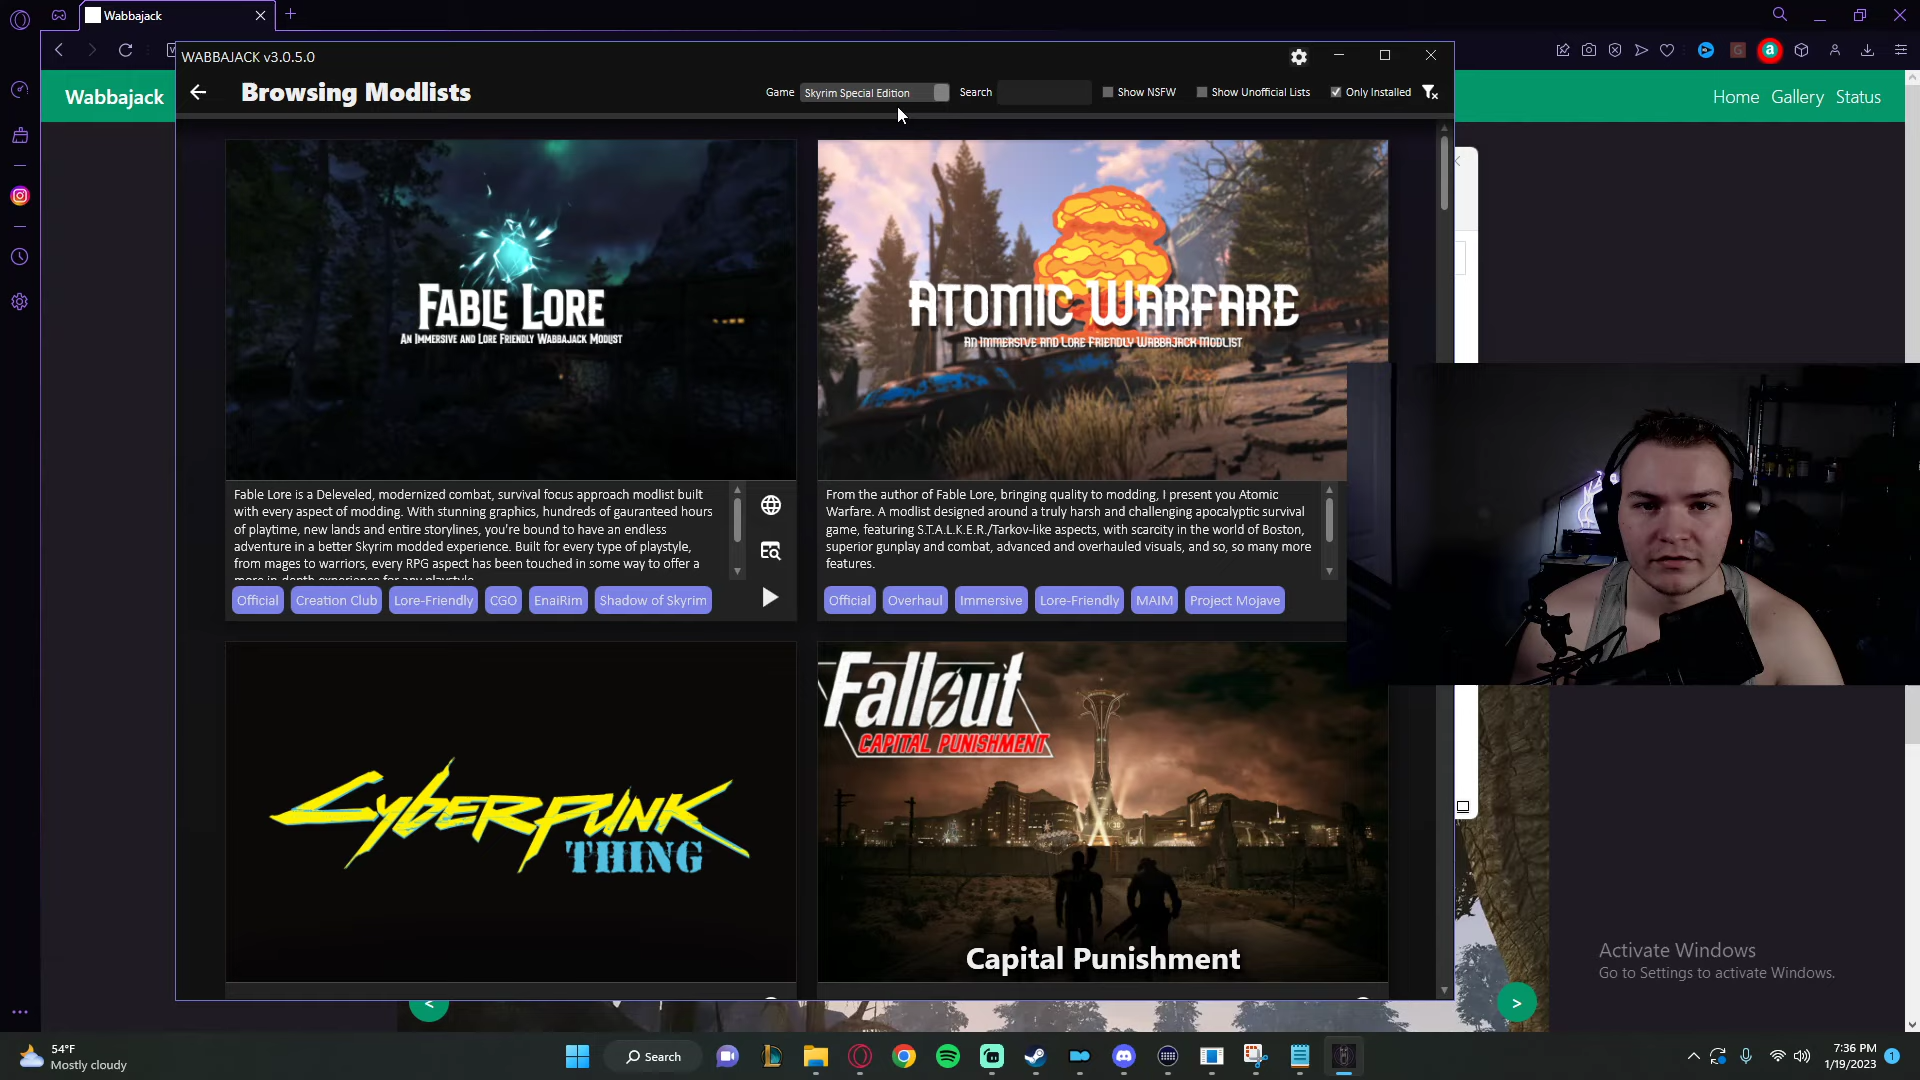 Wabbajack
WABBAJACK v3.0.5.0
Browsing Modlists
Game
Skyrim Special Edition
Search
Show NSFW
Show Unofficial Lists
Only Installed
Wabbajack
Home
Gallery
Status
FABLE LORE
AN IMMERSIVE AND LORE FRIENDLY WABBAJACK MODLIST
ATOMIC WARFARE
AN IMMERSIVE AND LORE FRIENDLY WABBAJACK MODLIST
Fable Lore is a Deleveled, modernized combat, survival focus approach modlist built
with every aspect of modding. With stunning graphics, hundreds of gauranteed hours
of playtime, new lands and entire storylines, you're bound to have an endless
adventure in a better Skyrim modded experience. Built for every type of playstyle,
from mages to warriors, every RPG aspect has been touched in some way to offer a
more in-depth experience for any playstyle.
Official
Creation Club
Lore-Friendly
CGO
EnaiRim
Shadow of Skyrim
From the author of Fable Lore, bringing quality to modding, I present you Atomic
Warfare. A modlist designed around a truly harsh and challenging apocalyptic survival
game, featuring S.T.A.L.K.E.R./Tarkov-like aspects, with scarcity in the world of Boston,
superior gunplay and combat, advanced and overhauled visuals, and so, so many more
features.
Official
Overhaul
Immersive
Lore-Friendly
MAIM
Project Mojave
CYBERPUNK
THING
Fallout
CAPITAL PUNISHMENT
Capital Punishment
Activate Windows
Go to Settings to activate Windows.
54°F
Mostly cloudy
Search
7:36 PM
1/19/2023
1